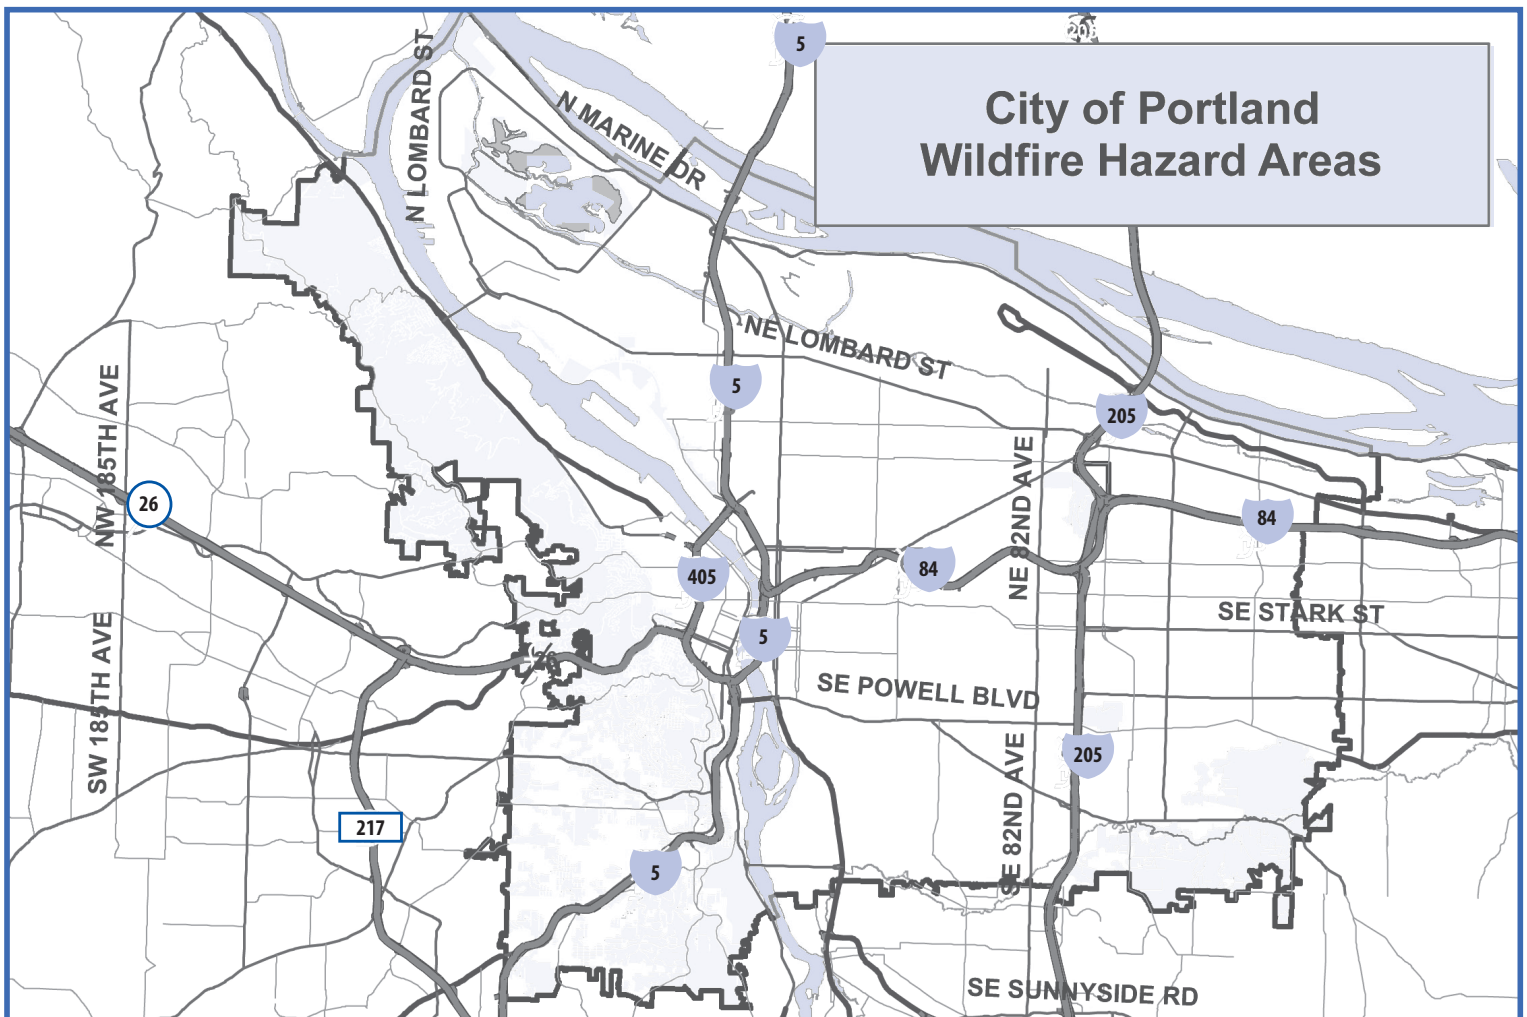 5
205
City of Portland
Wildfire Hazard Areas
N LOMBARD ST
N MARINE DR
NE LOMBARD ST
5
205
NW 185TH AVE
26
NE 82ND AVE
84
84
405
SE STARK ST
5
26
SW 185TH AVE
SE POWELL BLVD
205
SE 82ND AVE
217
5
SE SUNNYSIDE RD